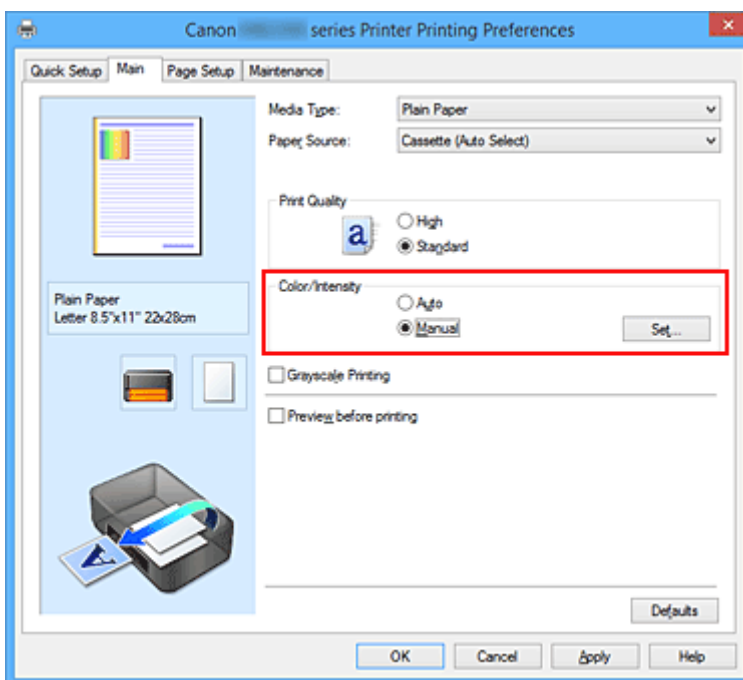 Canon series Printer Printing Preferences
Quick Setup Main Page Setup Maintenance
Media Type: Plain Paper
Paper Source: Cassette (Auto Select)
Print Quality
a
High
Standard
Color/Intensity
Auto
Manual
Set...
Plain Paper
Letter 8.5"x11" 22x28cm
Grayscale Printing
Preview before printing
A
Defaults
OK Cancel Apply Help